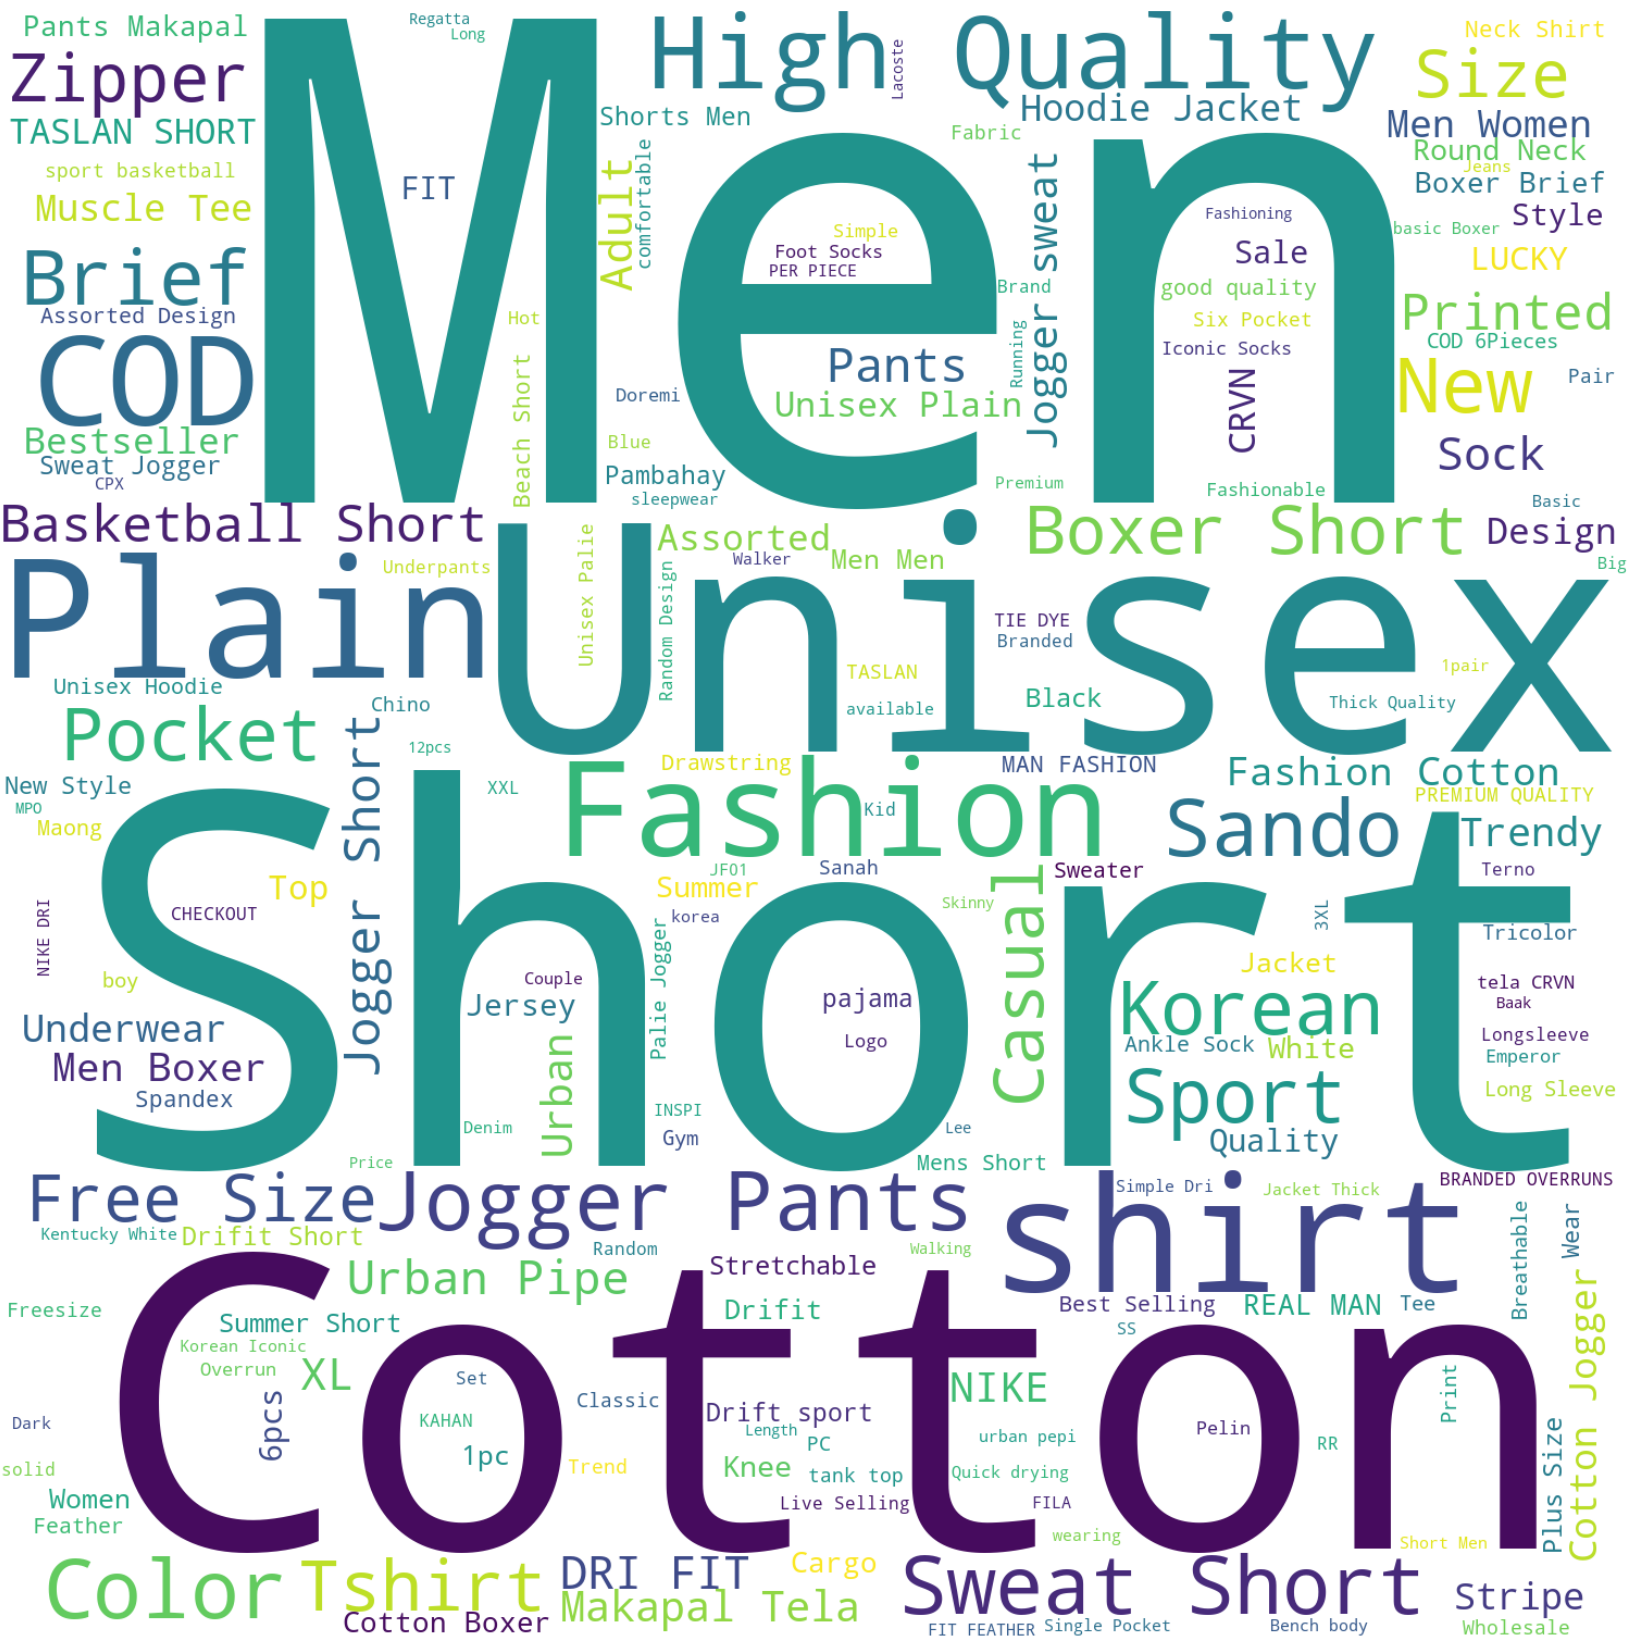 Men
High Quality
Pants Makapal
Regatta
Long
Lacoste
Neck Shirt
Zipper
Size
TASLAN SHORT
Shorts Men
Hoodie Jacket
Fabric
Men Women
Round Neck
Jeans
sport basketball
Muscle Tee
FIT
Adult
comfortable
Jogger sweat
Boxer Brief
Style
Fashioning
Simple
Foot Socks
PER PIECE
Sale
basic Boxer
LUCKY
Brief
Assorted Design
Brand
good quality
Six Pocket
Iconic Socks
Printed
COD 6Pieces
COD
Hot
Beach Short
Running
Pants
Unisex Plain
CRVN
New
Pair
Doremi
Blue
Bestseller
Sweat Jogger
CPX
Pambahay
sleepwear
Premium
Fashionable
Sock
Basic
Basketball Short
Unisex
Assorted
Boxer Short
Design
Big
Plain
Underpants
Unisex Palie
Random Design
Walker
Men Men
TIE DYE
Branded
TASLAN
1pair
Unisex Hoodie
Chino
available
Black
Thick Quality
Pocket
Jogger Short
12pcs
XXL
Drawstring
MAN FASHION
Fashion Cotton
New Style
MPO
Maong
Short
Fashion
Kid
PREMIUM QUALITY
Sando
Trendy
Top
CHECKOUT
NIKE DRI
boy
JF01
Summer
korea
Sanah
Sweater
Skinny
Casual
3XL
Terno
Tricolor
Couple
Jersey
Palie Jogger
pajama
Logo
Jacket
Korean
tela CRVN
Baak
Underwear
Men Boxer
Spandex
Urban
Ankle Sock
White
Longsleeve
Emperor
Long Sleeve
Sport
Quality
INSPI
Gym
Denim
Lee
Price
Mens Short
Free Size
Jogger Pants
shirt
Simple Dri
Jacket Thick
BRANDED OVERRUNS
Kentucky White
Drifit Short
Random
Walking
Breathable
Wear
Cotton
Urban Pipe
Stretchable
Freesize
Summer Short
Drifit
Best Selling
SS
REAL MAN
Tee
Cotton Jogger
Korean Iconic
Overrun
XL
Set
Classic
NIKE
Print
Dark
6pcs
KAHAN
1pc
Drift sport
Length
PC
urban pepi
Pelin
RR
solid
Trend
Knee
tank top
Quick drying
Plus Size
Women
Feather
Live Selling
FILA
wearing
Short Men
Color
Tshirt
DRI FIT
Cargo
Sweat Short
Stripe
Cotton Boxer
Makapal Tela
FIT FEATHER
Single Pocket
Bench body
Wholesale